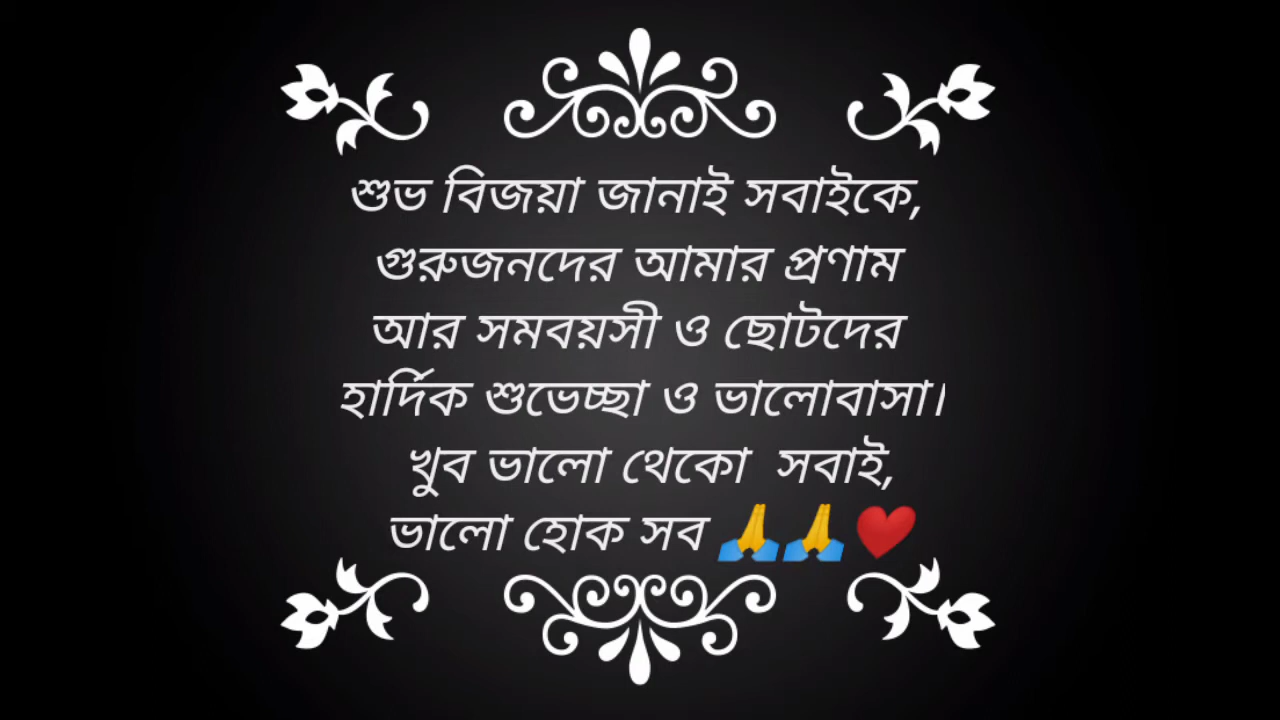 শুভ বিজয়া জানাই সবাইকে,
গুরুজনদের আমার প্রণাম
আর সমবয়সী ও ছোটদের
হার্দিক শুভেচ্ছা ও ভালোবাসা।
খুব ভালো থেকো সবাই,
ভালো হোক সব 🙏🙏❤️